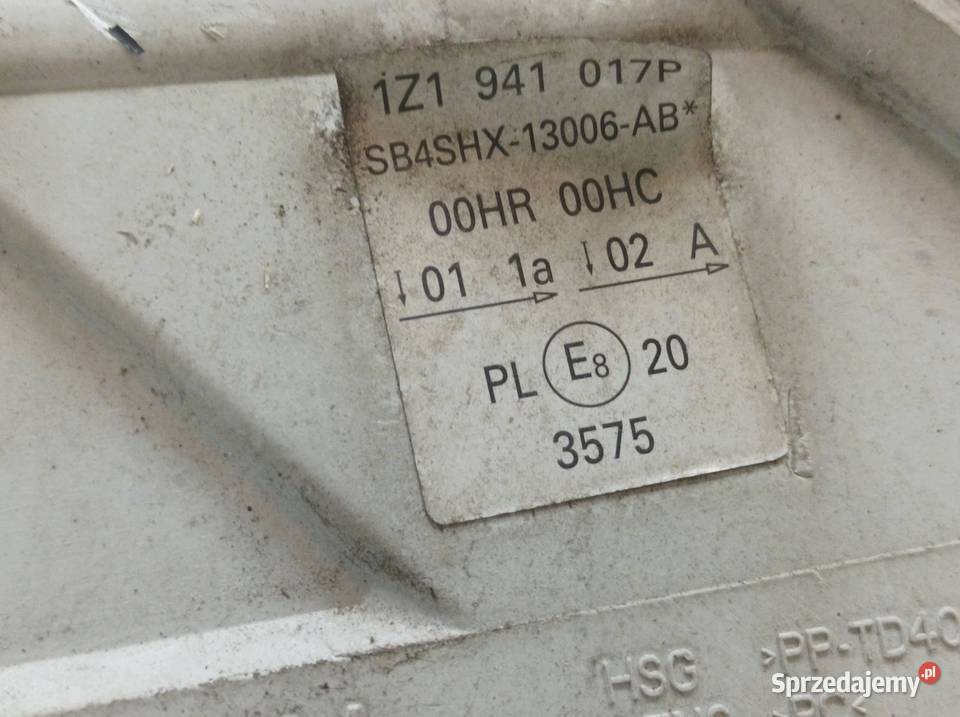 1Z1 941 017P
SB4SHX-13006-AB*
00HR 00HC
↓01 1a ↓02 A
PL E8 20
3575
HSG >PP-TD40
>PC<
Sprzedajemy.pl